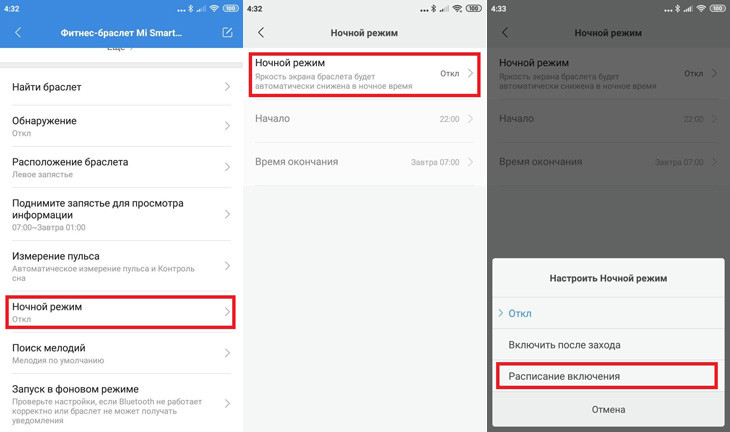 4:32
100
Фитнес-браслет Mi Smart...
Еще
Найти браслет
Обнаружение
Откл
Расположение браслета
Левое запястье
Поднимите запястье для просмотра
информации
07:00~Завтра 01:00
Измерение пульса
Автоматическое измерение пульса и Контроль
сна
Ночной режим
Откл
Поиск мелодий
Мелодия по умолчанию
Запуск в фоновом режиме
Проверьте настройки, если Bluetooth не работает
корректно или браслет не может получать
уведомления
4:32
100
Ночной режим
Ночной режим
Яркость экрана браслета будет
автоматически снижена в ночное время
Откл
Начало
22:00
Время окончания
Завтра 07:00
4:33
100
Ночной режим
Ночной режим
Яркость экрана браслета будет
автоматически снижена в ночное время
Откл
Начало
22:00
Время окончания
Завтра 07:00
Настроить Ночной режим
Откл
Включить после захода
Расписание включения
Отмена